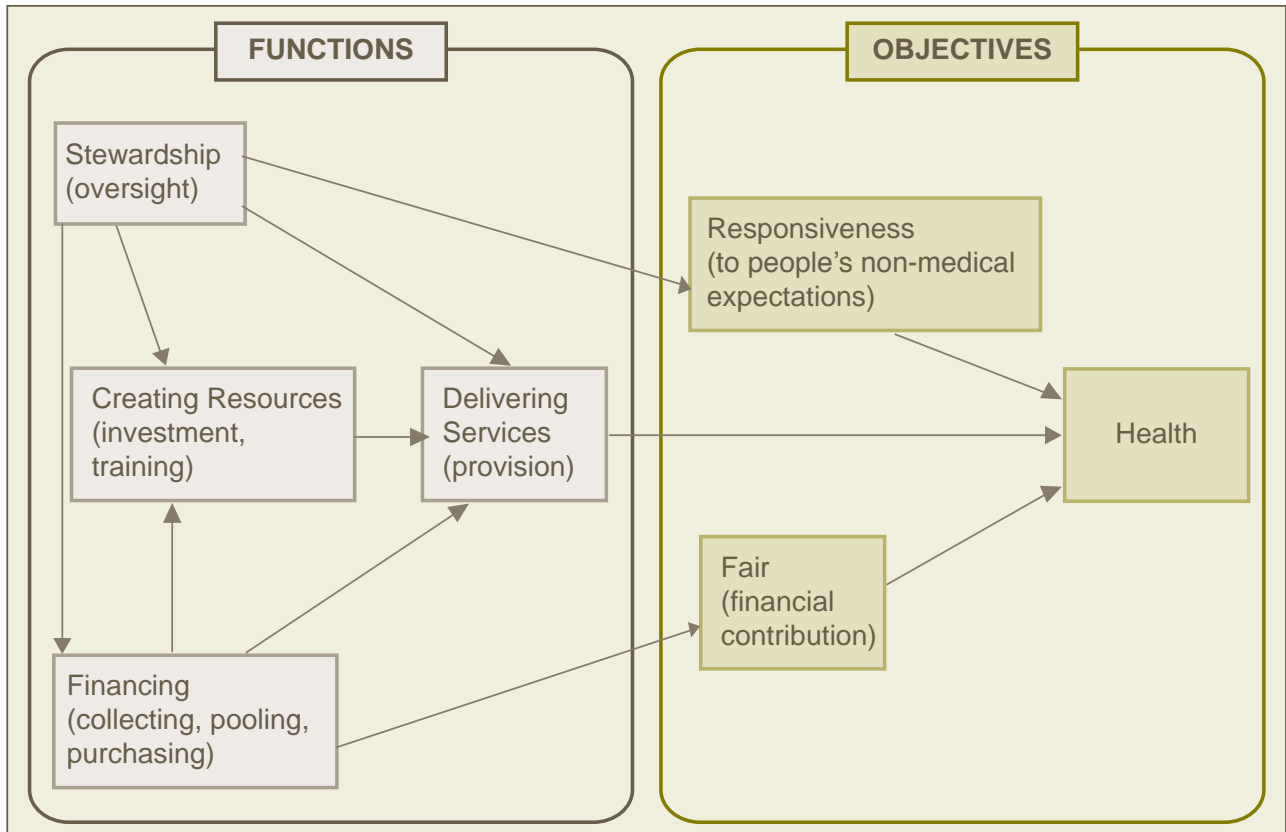 FUNCTIONS
OBJECTIVES
Stewardship
(oversight)
Responsiveness
(to people’s non-medical
expectations)
Creating Resources
(investment,
training)
Delivering
Services
(provision)
Health
Fair
(financial
contribution)
Financing
(collecting, pooling,
purchasing)